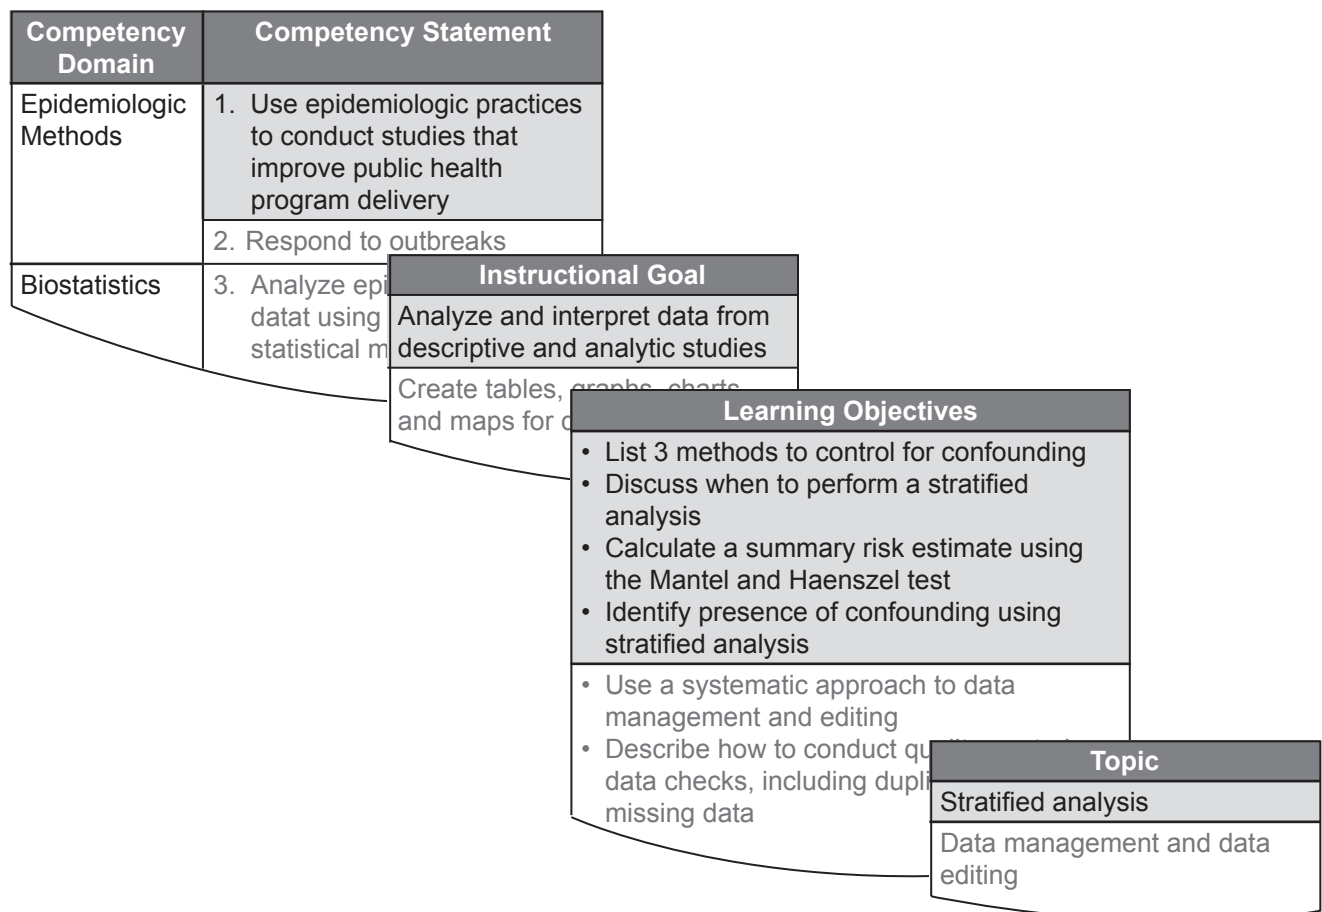 Competency
Domain
Competency Statement
Epidemiologic
Methods
1. Use epidemiologic practices
to conduct studies that
improve public health
program delivery
2. Respond to outbreaks
Biostatistics
3. Analyze
datat using
statistical
Instructional Goal
Analyze and interpret data from
descriptive and analytic studies
Create tables, graphs, charts
and maps for
Learning Objectives
• List 3 methods to control for confounding
• Discuss when to perform a stratified
analysis
• Calculate a summary risk estimate using
the Mantel and Haenszel test
• Identify presence of confounding using
stratified analysis
• Use a systematic approach to data
management and editing
• Describe how to conduct
data checks, including
missing data
Topic
Stratified analysis
Data management and data
editing